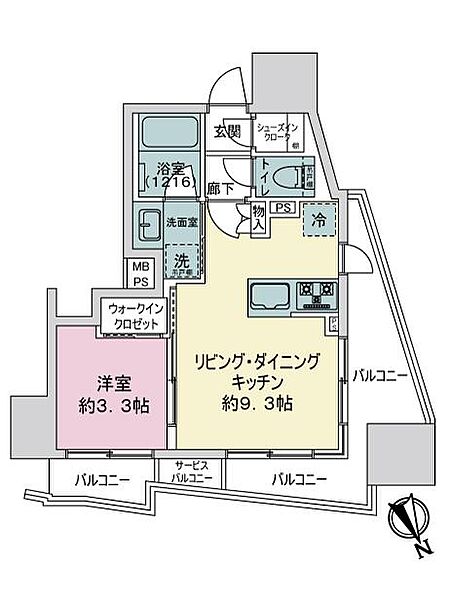 玄関
シューズイン
クローク
棚
浴室
(1216)
廊下
トイレ
吊戸棚
洗面室
物入
PS
冷
洗
吊戸棚
MB
PS
ウォークイン
クロゼット
リビング・ダイニング
キッチン
約9.3帖
洋室
約3.3帖
バルコニー
バルコニー
サービス
バルコニー
バルコニー
N